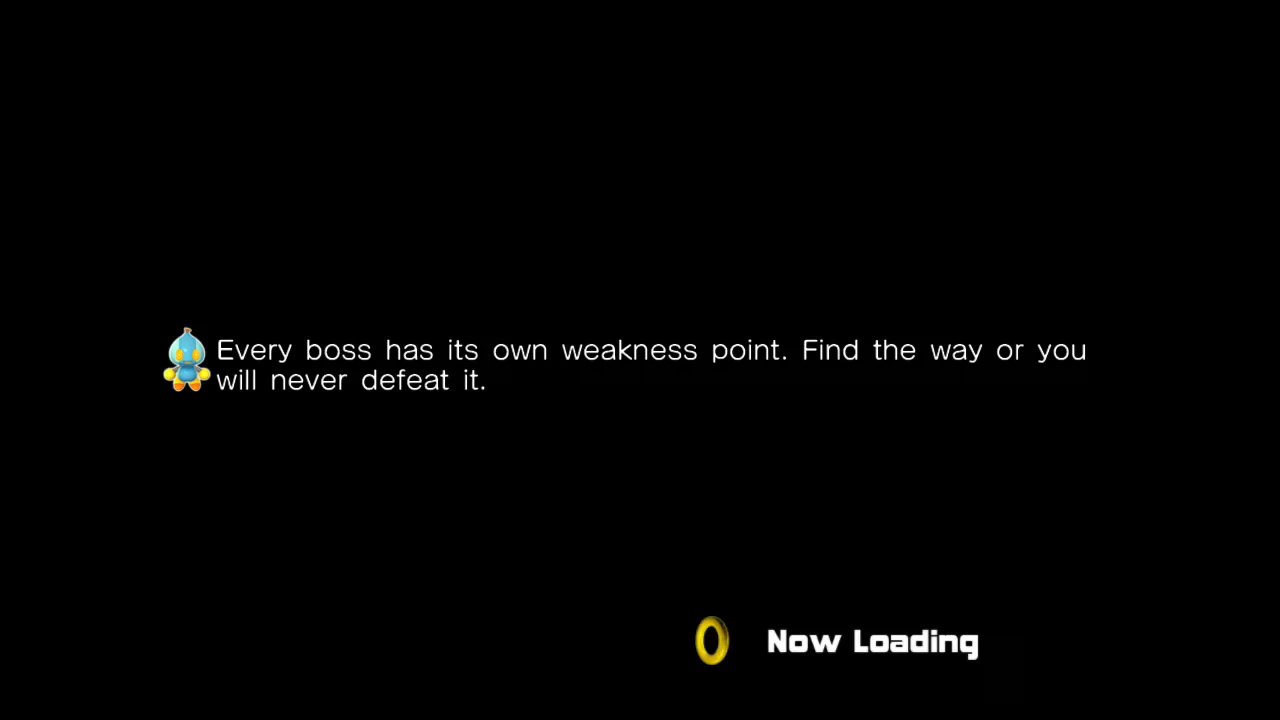 Every boss has its own weakness point. Find the way or you
will never defeat it.
Now Loading